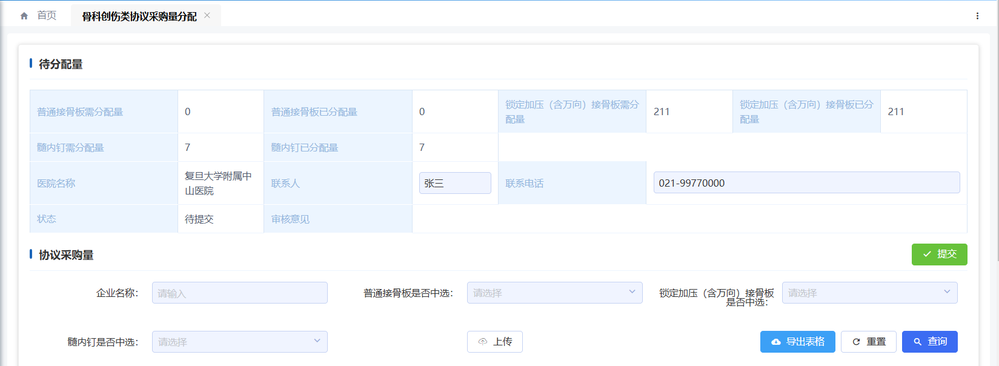 首页
骨科创伤类协议采购量分配
待分配量
普通接骨板需分配量 0 普通接骨板已分配量 0 锁定加压（含万向）接骨板需分配量 211 锁定加压（含万向）接骨板已分配量 211
髓内钉需分配量 7 髓内钉已分配量 7
医院名称 复旦大学附属中山医院 联系人 张三 联系电话 021-99770000
状态 待提交 审核意见
协议采购量 提交
企业名称： 请输入 普通接骨板是否中选： 请选择 锁定加压（含万向）接骨板是否中选： 请选择
髓内钉是否中选： 请选择 上传 导出表格 重置 查询